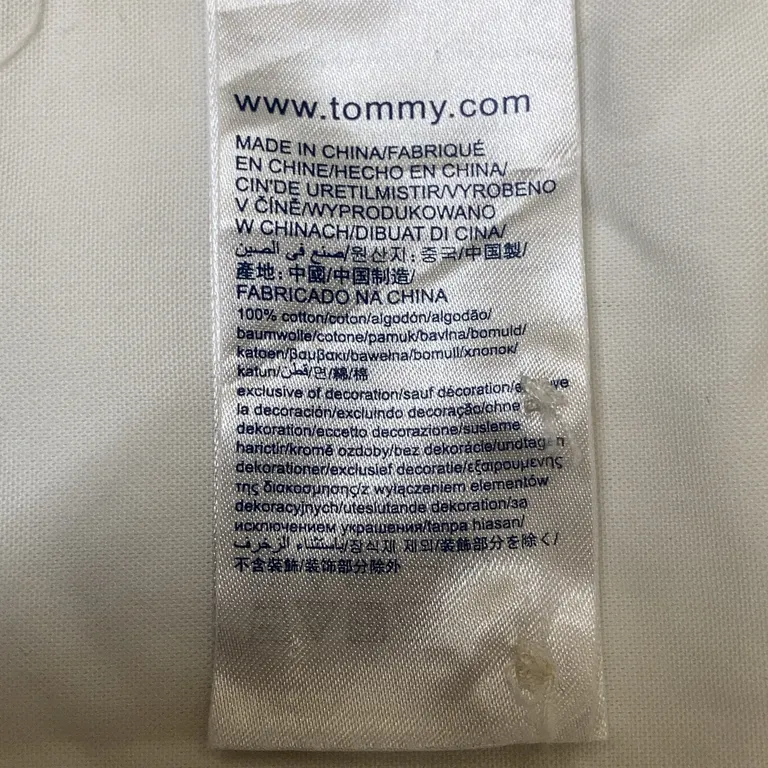 www.tommy.com
MADE IN CHINA/FABRIQUÉ
EN CHINE/HECHO EN CHINA/
CIN'DE URETILMISTIR/VYROBENO
V ČÍNĚ/WYPRODUKOWANO
W CHINACH/DIBUAT DI CINA/
صنع في الصين/원산지: 중국/中国製/
產地: 中國/中国制造/
FABRICADO NA CHINA
100% cotton/coton/algodón/algodão/
baumwolle/cotone/pamuk/bavlna/bomuld/
katoen/βαμβακι/bawełna/bomull/хлопок/
katun/قطن/면/綿/棉
exclusive of decoration/sauf décoration/
la decoración/excluindo decoração/ohne
dekoration/eccetto decorazione/susleme
harictir/kromě ozdoby/bez dekorácie/undtagen
dekorationer/exclusief decoratie/εξαιρουμενης
της διακοσμησης/z wyłączeniem elementów
dekoracyjnych/uteslutande dekoration/за
исключением украшения/tanpa hiasan/
باستثناء الزخرف/장식재 제외/装飾部分を除く/
不含裝飾/装饰部分除外